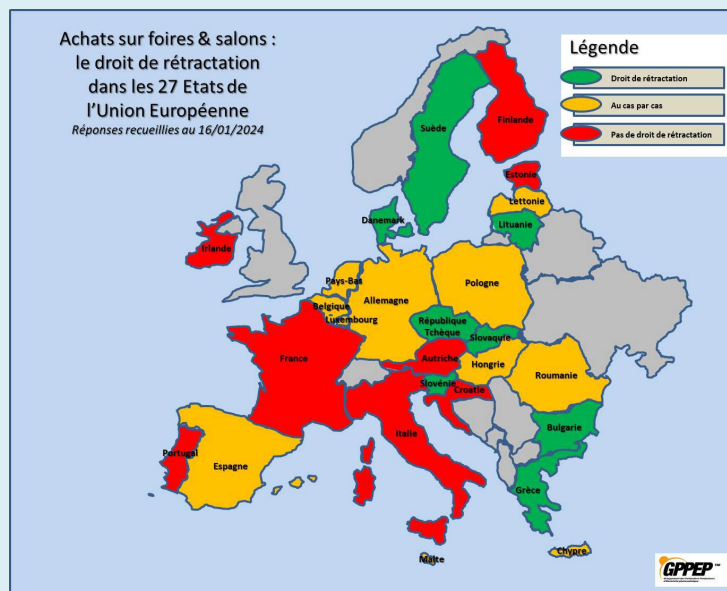 Achats sur foires & salons :
le droit de rétractation
dans les 27 Etats de
l'Union Européenne
Réponses recueillies au 16/01/2024
Légende
Droit de rétractation
Au cas par cas
Pas de droit de rétractation
Finlande
Suède
Estonie
Lettonie
Lituanie
Danemark
Irlande
Pays-Bas
Allemagne
Pologne
Belgique
Luxembourg
République
Tchèque
Slovaquie
France
Autriche
Hongrie
Slovénie
Croatie
Roumanie
Italie
Bulgarie
Portugal
Espagne
Grèce
Malte
Chypre
GPPEP